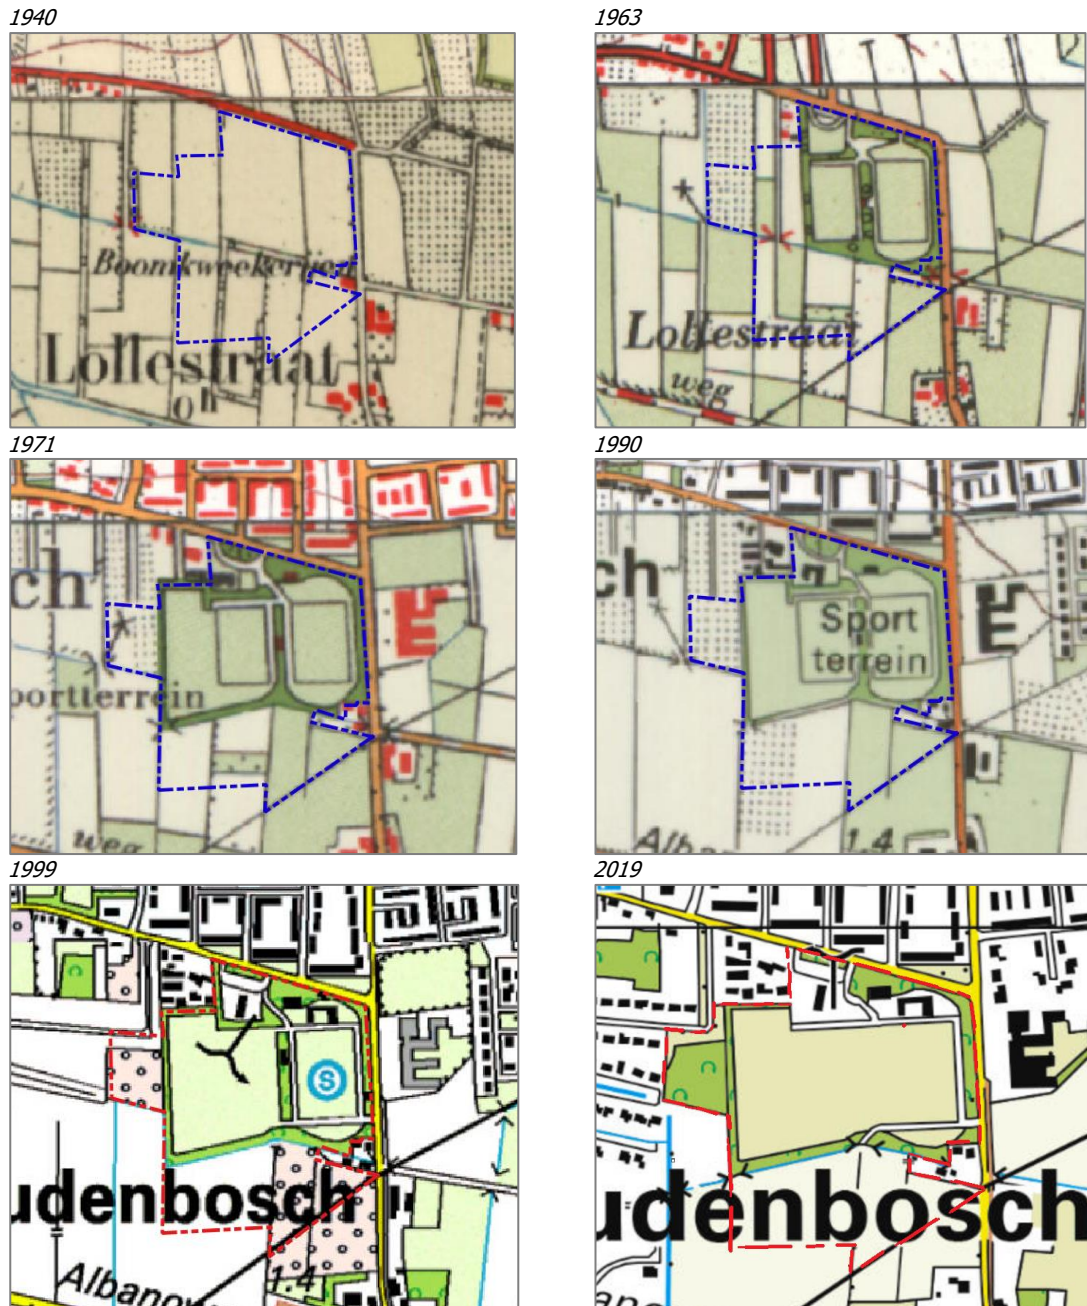 1940
1963
Boomkweekerijen
Lollestraat
Lollestraat
weg
1971
1990
ch
ch
Sport
terrein
portterrein
weg
Alb
1.4
1999
2019
S
udenbosch
udenbosch
Albano
1.4